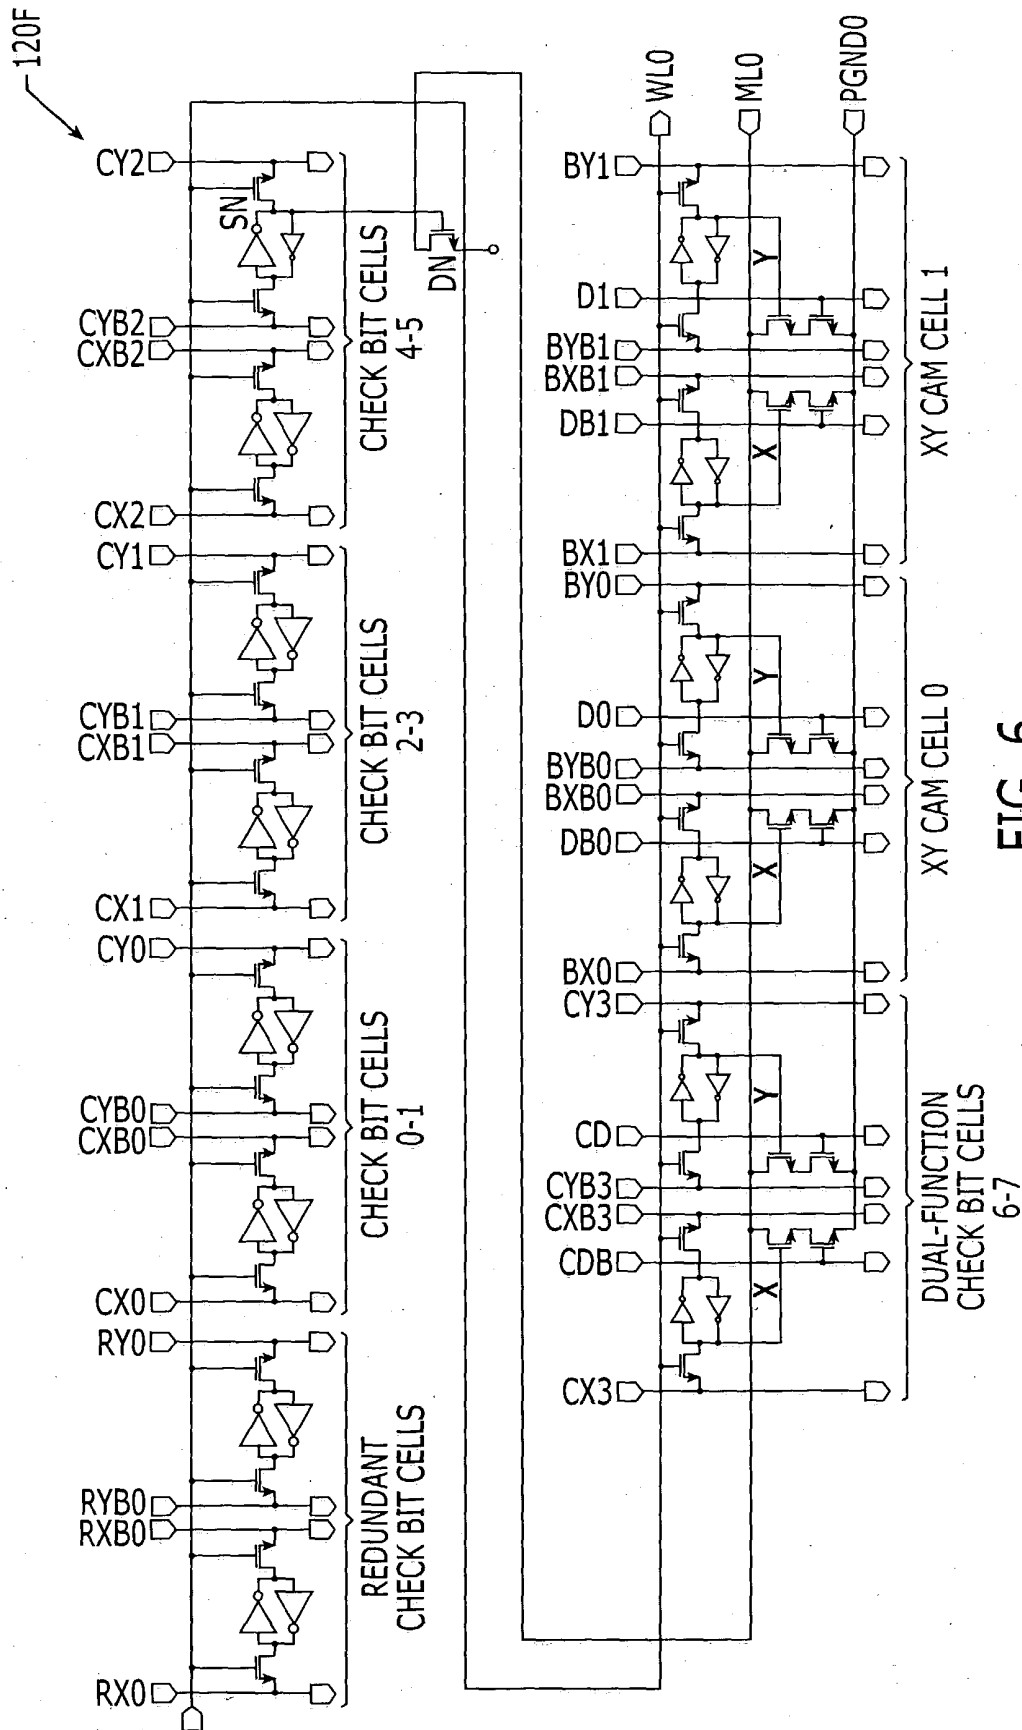 120F
CY2
SN
CYB2
CXB2
CX2
CHECK BIT CELLS
4-5
DN
CY1
CYB1
CXB1
CX1
CHECK BIT CELLS
2-3
CY0
CYB0
CXB0
CX0
CHECK BIT CELLS
0-1
RY0
RYB0
RXB0
RX0
REDUNDANT
CHECK BIT CELLS
WL0
ML0
PGND0
BY1
D1
BYB1
BXB1
DB1
BX1
Y
X
XY CAM CELL 1
BY0
D0
BYB0
BXB0
DB0
BX0
Y
X
XY CAM CELL 0
CY3
CD
CYB3
CXB3
CDB
CX3
Y
X
DUAL-FUNCTION
CHECK BIT CELLS
6-7
FIG. 6